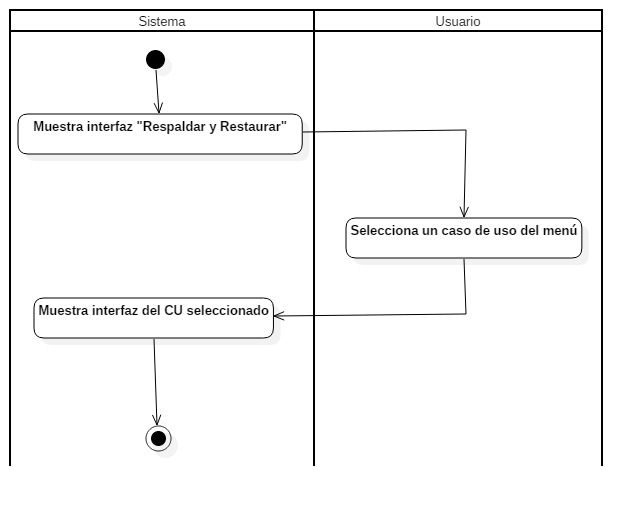 Sistema
Usuario
Muestra interfaz "Respaldar y Restaurar"
Selecciona un caso de uso del menú
Muestra interfaz del CU seleccionado